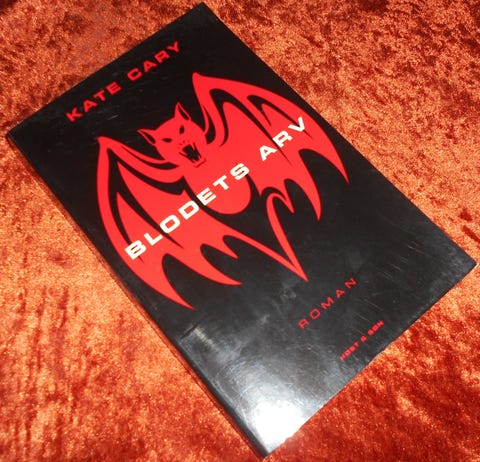 KATE CARY
BLODETS ARV
ROMAN
HØST & SØN